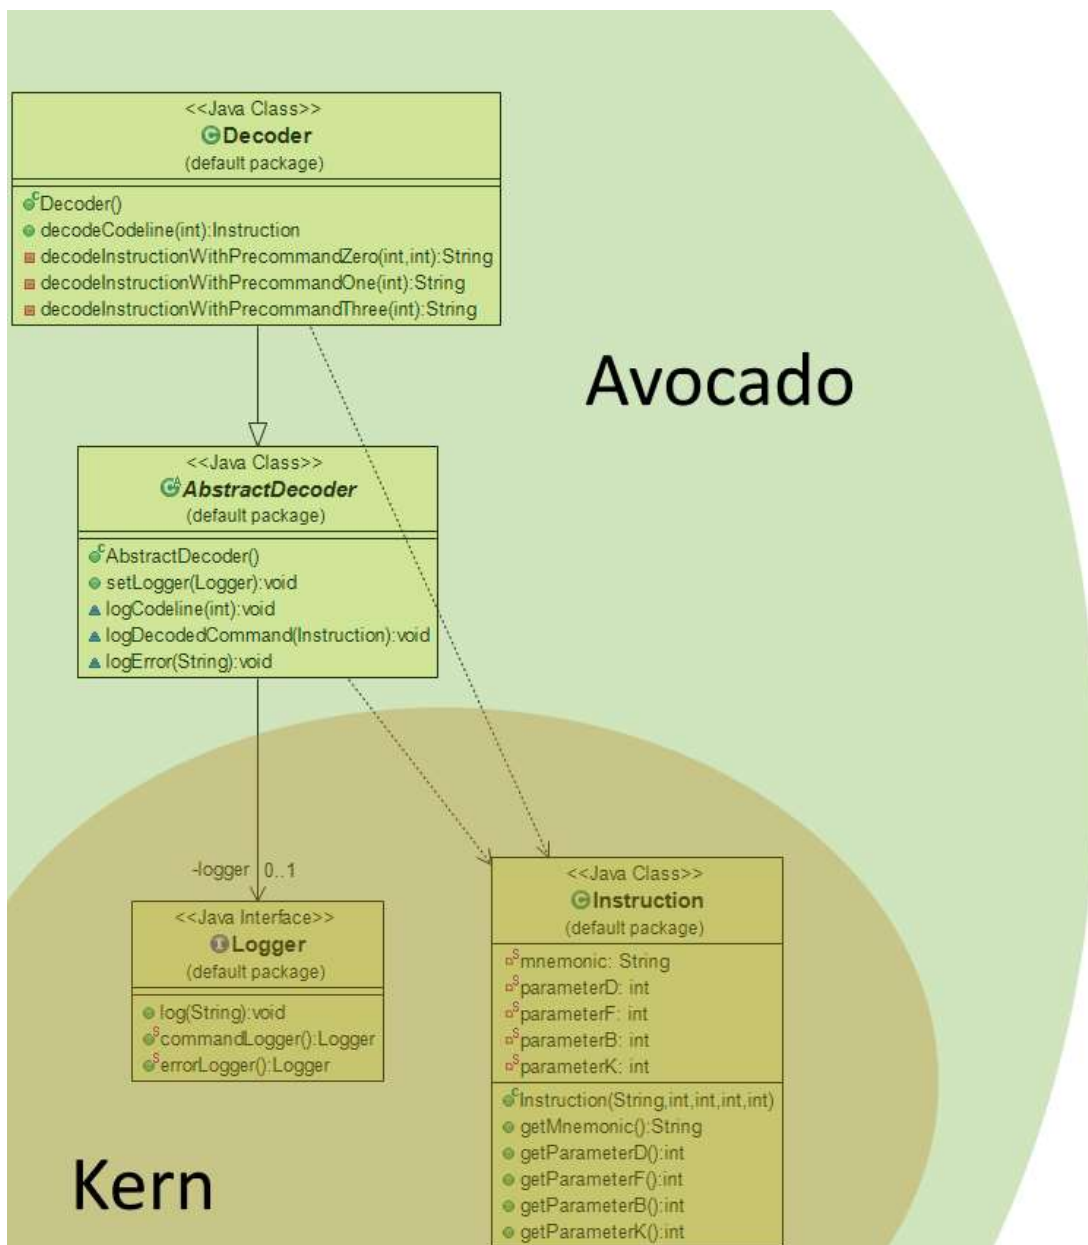 <<Java Class>>
Decoder
(default package)
Decoder()
decodeCodeline(int):Instruction
decodeInstructionWithPrecommandZero(int,int):String
decodeInstructionWithPrecommandOne(int):String
decodeInstructionWithPrecommandThree(int):String
Avocado
<<Java Class>>
AbstractDecoder
(default package)
AbstractDecoder()
setLogger(Logger):void
logCodeline(int):void
logDecodedCommand(Instruction):void
logError(String):void
-logger 0..1
<<Java Interface>>
Logger
(default package)
log(String):void
commandLogger():Logger
errorLogger():Logger
<<Java Class>>
Instruction
(default package)
mnemonic: String
parameterD: int
parameterF: int
parameterB: int
parameterK: int
Instruction(String,int,int,int,int)
getMnemonic():String
getParameterD():int
getParameterF():int
getParameterB():int
getParameterK():int
Kern